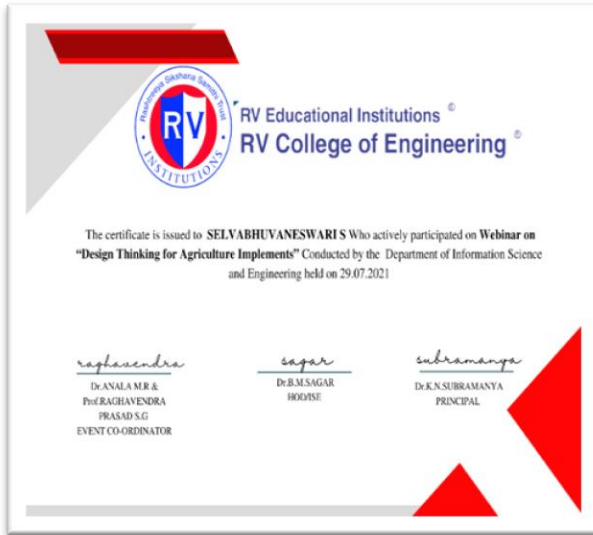 Rashtreeya Sikshana Samithi Trust
RV
INSTITUTIONS
RV Educational Institutions ©
RV College of Engineering ©
The certificate is issued to SELVABHUVANESWARI S Who actively participated on Webinar on
“Design Thinking for Agriculture Implements” Conducted by the Department of Information Science
and Engineering held on 29.07.2021
raghavendra
Dr.ANALA M.R &
Prof.RAGHAVENDRA
PRASAD S.G
EVENT CO-ORDINATOR
sagar
Dr.B.M.SAGAR
HOD/ISE
subramanya
Dr.K.N.SUBRAMANYA
PRINCIPAL